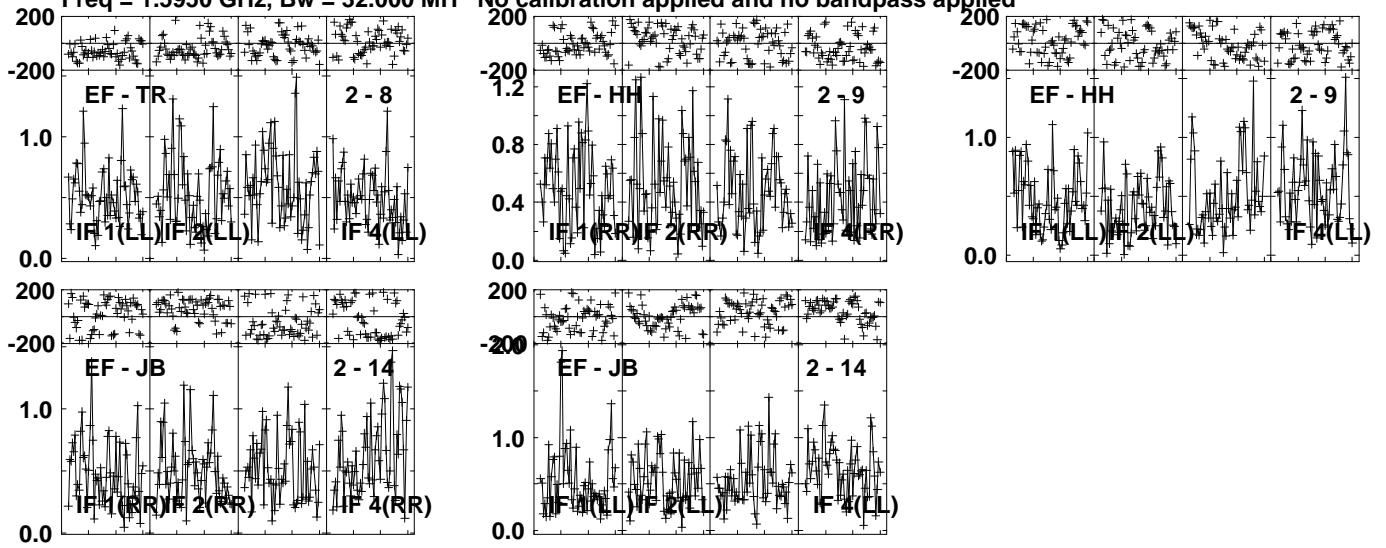 Freq = 1.5950 GHz, Bw = 32.000 MH No calibration applied and no bandpass applied
200
-200
EF - TR
2 - 8
1.0
0.0
IF 1(LL)
IF 2(LL)
IF 4(LL)
200
-200
1.2
EF - HH
2 - 9
0.8
0.4
0.0
IF 1(RR)
IF 2(RR)
IF 4(RR)
200
-200
EF - HH
2 - 9
1.0
0.0
IF 1(LL)
IF 2(LL)
IF 4(LL)
200
-200
EF - JB
2 - 14
1.0
0.0
IF 1(RR)
IF 2(RR)
IF 4(RR)
200
-200
2.0
EF - JB
2 - 14
1.0
0.0
IF 1(LL)
IF 2(LL)
IF 4(LL)